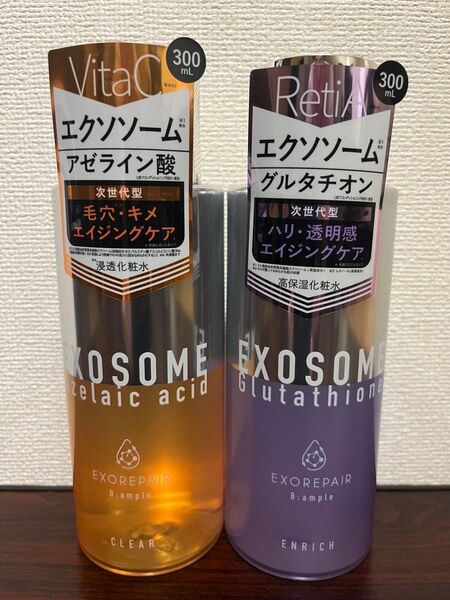 VitaC
300
mL
エクソソーム
アゼライン酸
次世代型
毛穴・キメ
エイジングケア
浸透化粧水
EXOSOME
zelaic acid
EXOREPAIR
B;ample
CLEAR
RetiA
300
mL
エクソソーム
グルタチオン
次世代型
ハリ・透明感
エイジングケア
高保湿化粧水
EXOSOME
Glutathione
EXOREPAIR
B;ample
ENRICH